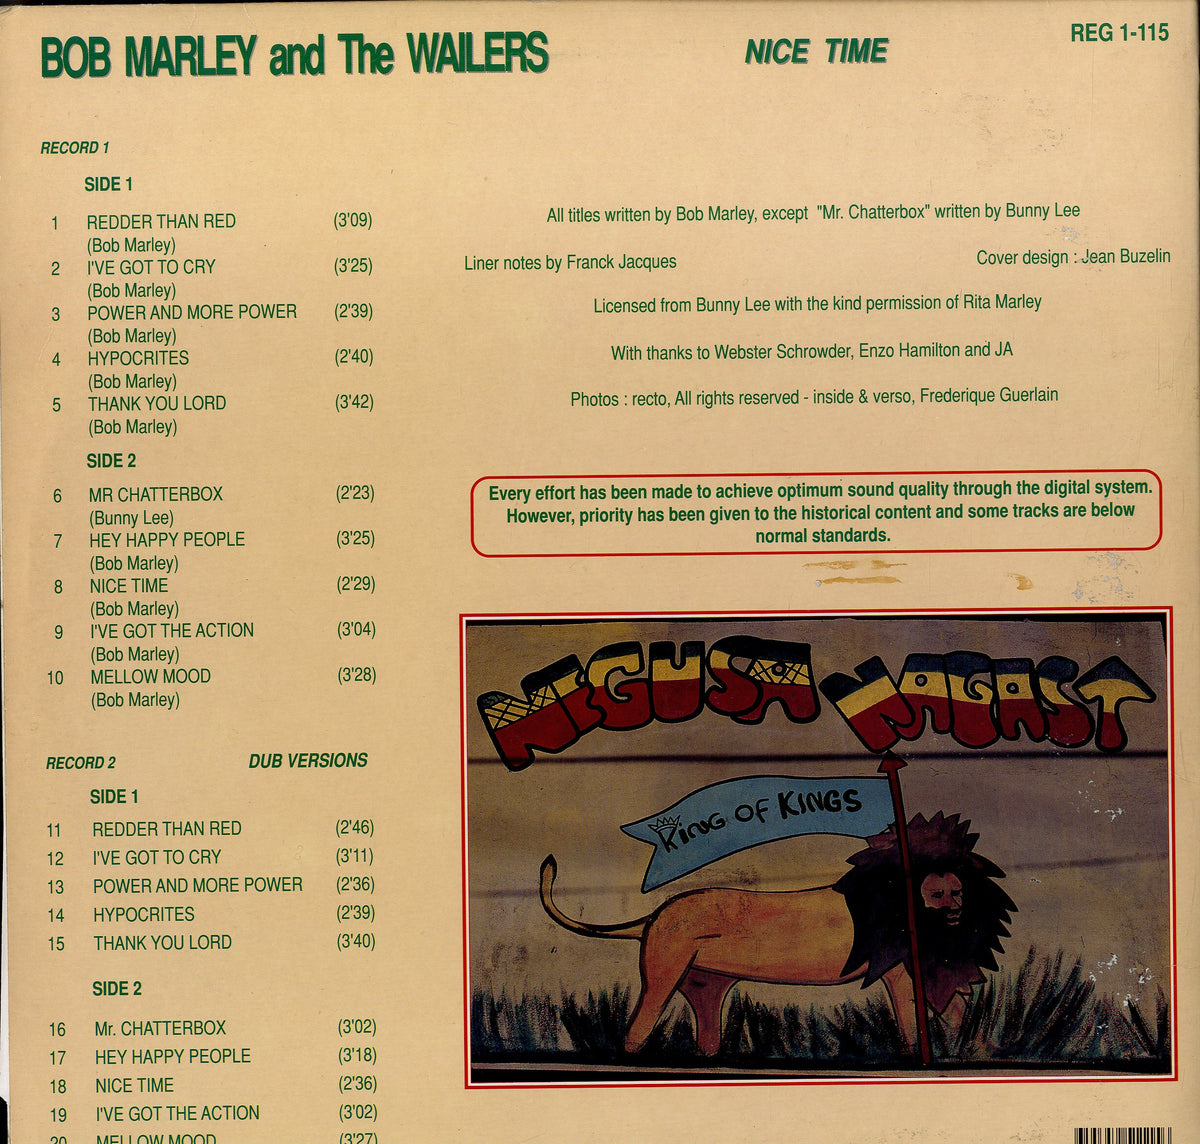 BOB MARLEY and The WAILERS
NICE TIME
REG 1-115
RECORD 1
SIDE 1
1 REDDER THAN RED (3'09)
(Bob Marley)
2 I'VE GOT TO CRY (3'25)
(Bob Marley)
3 POWER AND MORE POWER (2'39)
(Bob Marley)
4 HYPOCRITES (2'40)
(Bob Marley)
5 THANK YOU LORD (3'42)
(Bob Marley)
SIDE 2
6 MR CHATTERBOX (2'23)
(Bunny Lee)
7 HEY HAPPY PEOPLE (3'25)
(Bob Marley)
8 NICE TIME (2'29)
(Bob Marley)
9 I'VE GOT THE ACTION (3'04)
(Bob Marley)
10 MELLOW MOOD (3'28)
(Bob Marley)
RECORD 2 DUB VERSIONS
SIDE 1
11 REDDER THAN RED (2'46)
12 I'VE GOT TO CRY (3'11)
13 POWER AND MORE POWER (2'36)
14 HYPOCRITES (2'39)
15 THANK YOU LORD (3'40)
SIDE 2
16 Mr. CHATTERBOX (3'02)
17 HEY HAPPY PEOPLE (3'18)
18 NICE TIME (2'36)
19 I'VE GOT THE ACTION (3'02)
20 MELLOW MOOD (3'27)
All titles written by Bob Marley, except "Mr. Chatterbox" written by Bunny Lee
Liner notes by Franck Jacques
Cover design : Jean Buzelin
Licensed from Bunny Lee with the kind permission of Rita Marley
With thanks to Webster Schrowder, Enzo Hamilton and JA
Photos : recto, All rights reserved - inside & verso, Frederique Guerlain
Every effort has been made to achieve optimum sound quality through the digital system.
However, priority has been given to the historical content and some tracks are below
normal standards.
NEGUSA NAGAST
KING OF KINGS